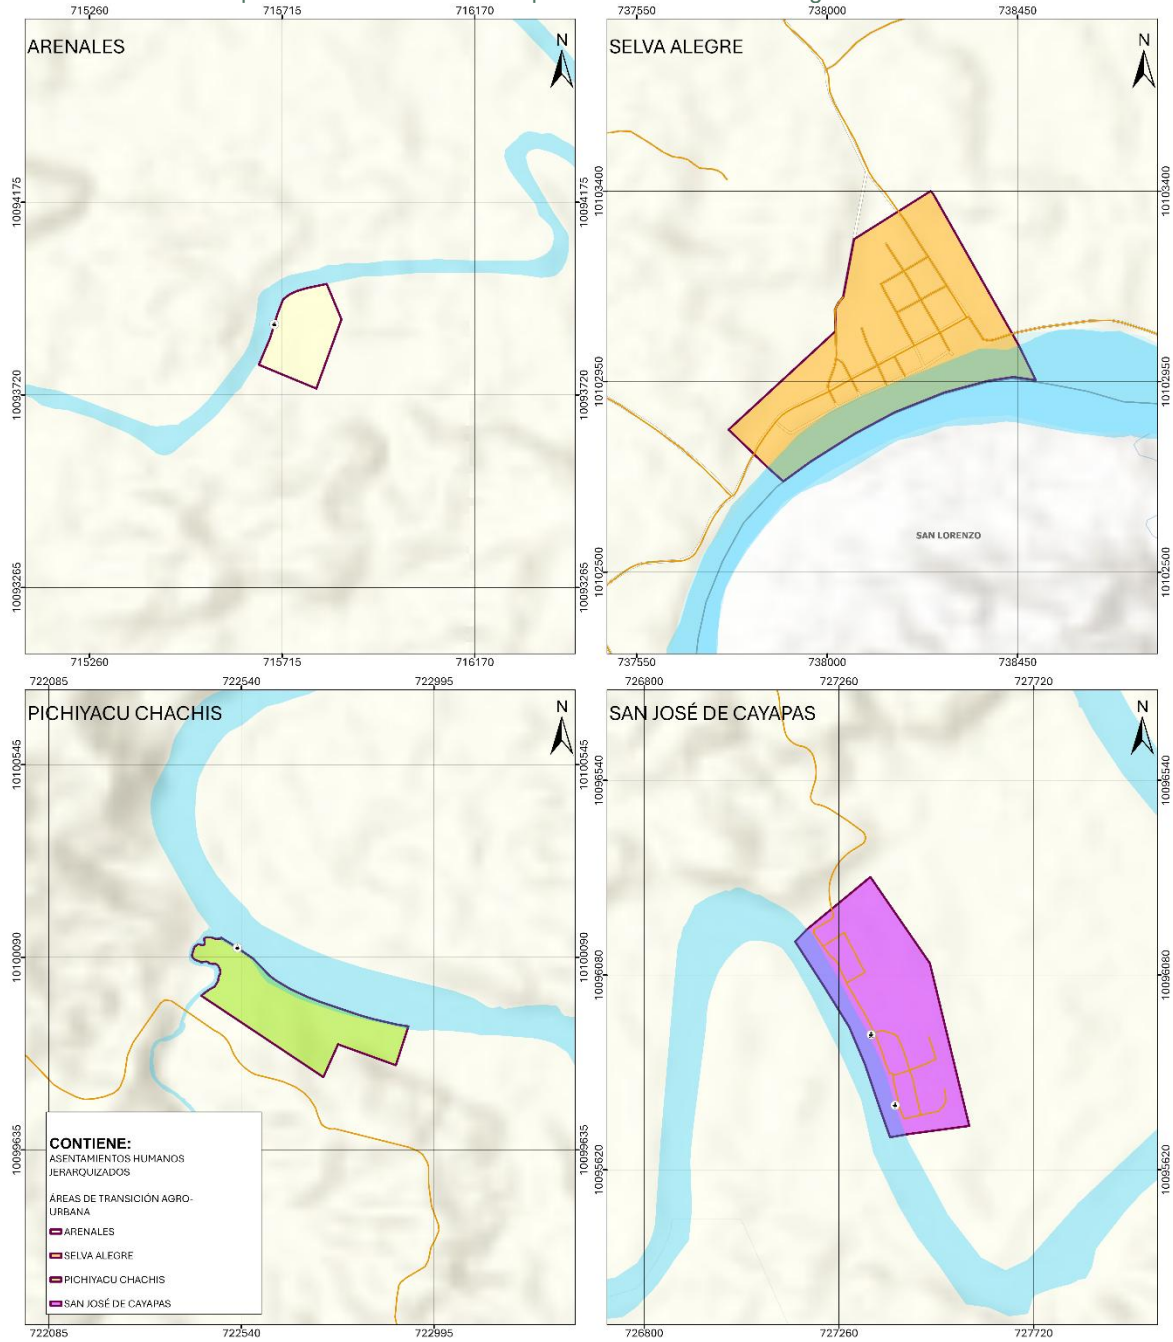 715260 715715 716170
ARENALES
N
10094175
10094175
10093720
10093720
10093265
10093265
715260 715715 716170
737550 738000 738450
SELVA ALEGRE
N
10103400
10103400
10102950
10102950
SAN LORENZO
10102500
10102500
737550 738000 738450
722085 722540 722995
PICHIYACU CHACHIS
N
10100545
10100545
10100090
10100090
10099635
10099635
CONTIENE:
ASENTAMIENTOS HUMANOS
JERARQUIZADOS
ÁREAS DE TRANSICIÓN AGRO-
URBANA
ARENALES
SELVA ALEGRE
PICHIYACU CHACHIS
SAN JOSÉ DE CAYAPAS
722085 722540 722995
726800 727260 727720
SAN JOSÉ DE CAYAPAS
N
10096540
10096540
10096080
10096080
10095620
10095620
726800 727260 727720